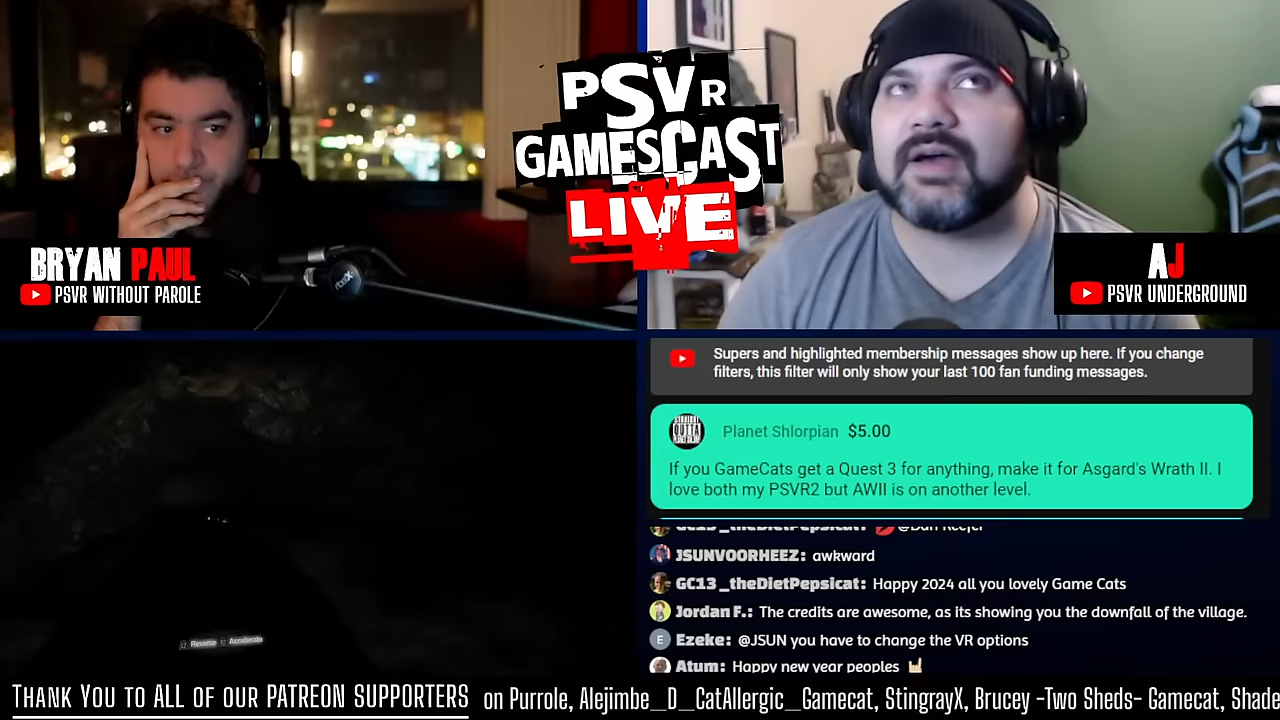 PSVR
GAMESCAST
LIVE
BRYAN PAUL
PSVR WITHOUT PAROLE
AJ
PSVR UNDERGROUND
Supers and highlighted membership messages show up here. If you change
filters, this filter will only show your last 100 fan funding messages.
Planet Shlorpian $5.00
If you GameCats get a Quest 3 for anything, make it for Asgard's Wrath II. I
love both my PSVR2 but AWII is on another level.
GC13_theDietPepsicat: 💋 @Dan Reefer
JSUNVOORHEEZ: awkward
GC13_theDietPepsicat: Happy 2024 all you lovely Game Cats
Jordan F.: The credits are awesome, as its showing you the downfall of the village.
E Ezeke: @JSUN you have to change the VR options
Atum: Happy new year peoples 🤘
Reverse Accelerate
THANK YOU TO ALL OF OUR PATREON SUPPORTERS on Purrole, Alejimbe_D_CatAllergic_Gamecat, StingrayX, Brucey -Two Sheds- Gamecat, Shade